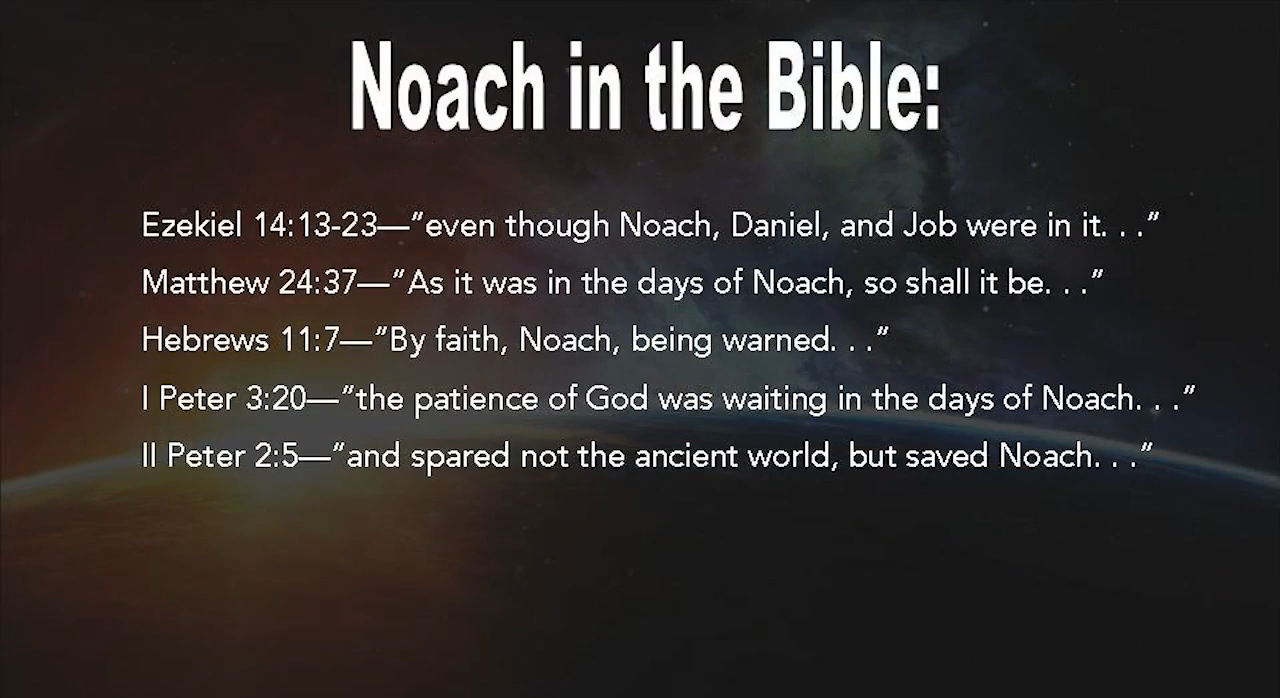 Noach in the Bible:
Ezekiel 14:13-23—"even though Noach, Daniel, and Job were in it. . ."
Matthew 24:37—"As it was in the days of Noach, so shall it be. . ."
Hebrews 11:7—"By faith, Noach, being warned. . ."
I Peter 3:20—"the patience of God was waiting in the days of Noach. . ."
II Peter 2:5—"and spared not the ancient world, but saved Noach. . ."